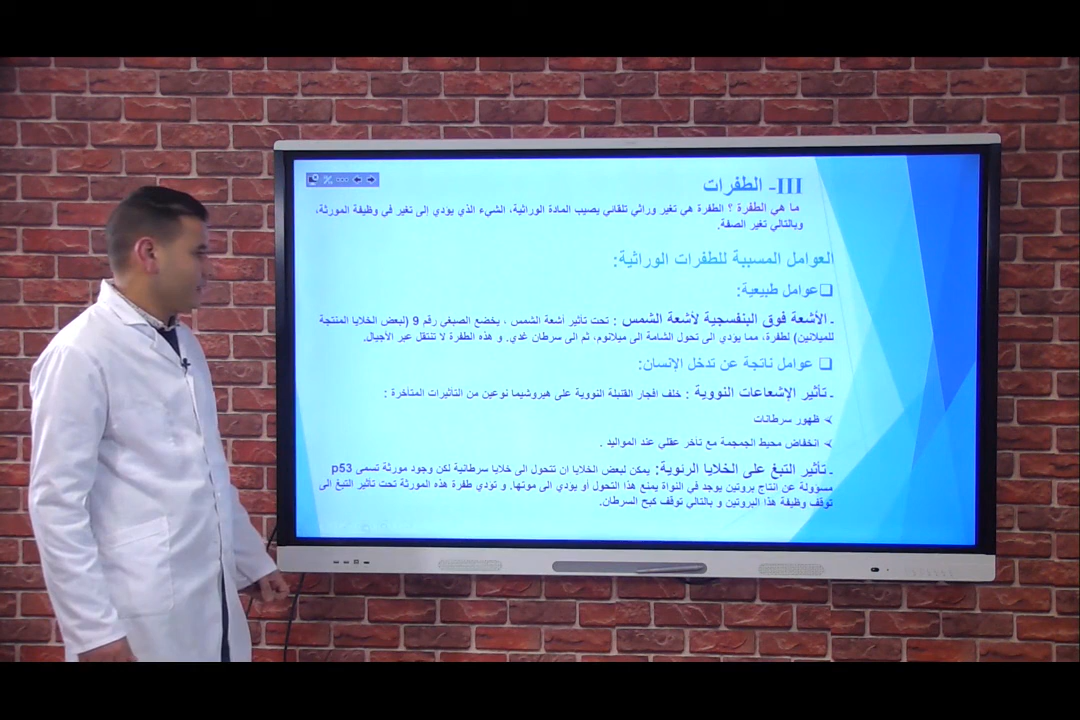 III- الطفرات
ما هي الطفرة ؟ الطفرة هي تغير وراثي تلقائي يصيب المادة الوراثية، الشيء الذي يؤدي إلى تغير في وظيفة المورثة،
وبالتالي تغير الصفة.
العوامل المسببة للطفرات الوراثية:
❑عوامل طبيعية:
ـ الأشعة فوق البنفسجية لأشعة الشمس : تحت تأثير أشعة الشمس ، يخضع الصبغي رقم 9 (لبعض الخلايا المنتجة
للميلانين) لطفرة، مما يودي الى تحول الشامة الى ميلانوم، ثم الى سرطان غدي. و هذه الطفرة لا تنتقل عبر الأجيال.
❑ عوامل ناتجة عن تدخل الإنسان:
ـ تأثير الإشعاعات النووية : خلف افجار القنبلة النووية على هيروشيما نوعين من التأثيرات المتأخرة :
➢ ظهور سرطانات
➢ انخفاض محيط الجمجمة مع تاخر عقلي عند المواليد .
ـ تأثير التبغ على الخلايا الرئوية: يمكن لبعض الخلايا ان تتحول الى خلايا سرطانية لكن وجود مورثة تسمى p53
مسؤولة عن انتاج بروتين يوجد في النواة يمنع هذا التحول أو يودي الى موتها. و تؤدي طفرة هذه المورثة تحت تأثير التبغ الى
توقف وظيفة هذا البروتين و بالتالي توقف كبح السرطان.